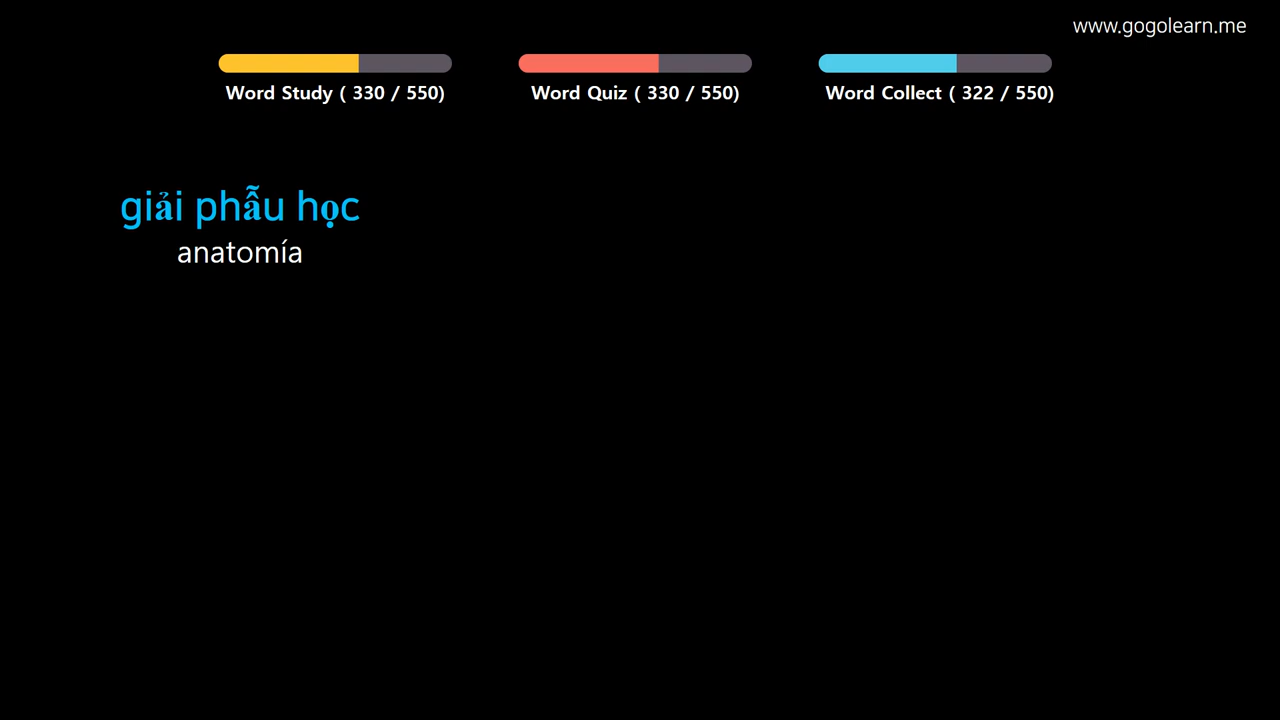 www.gogolearn.me
Word Study ( 330 / 550)
Word Quiz ( 330 / 550)
Word Collect ( 322 / 550)
giải phẫu học
anatomía